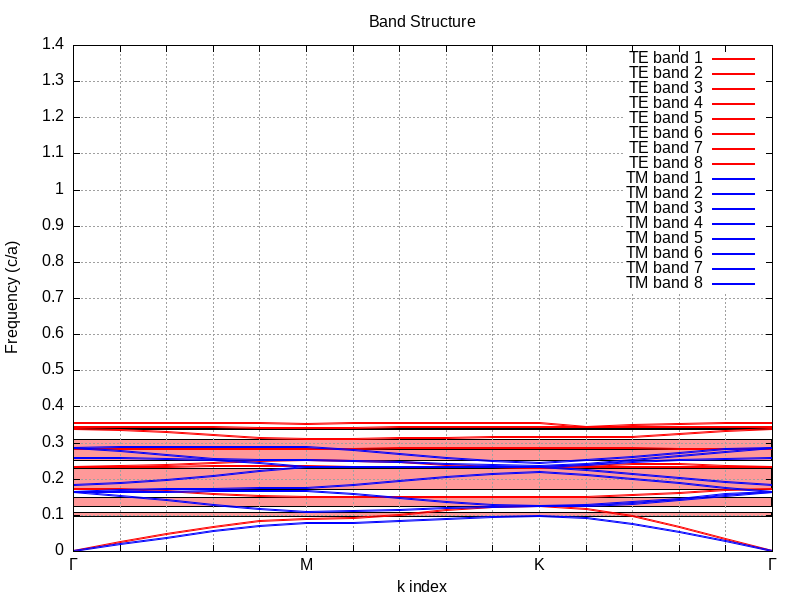 Band Structure
1.4
1.3
1.2
1.1
1
0.9
0.8
0.7
0.6
0.5
0.4
0.3
0.2
0.1
0
Frequency (c/a)
TE band 1
TE band 2
TE band 3
TE band 4
TE band 5
TE band 6
TE band 7
TE band 8
TM band 1
TM band 2
TM band 3
TM band 4
TM band 5
TM band 6
TM band 7
TM band 8
Γ M K Γ
k index